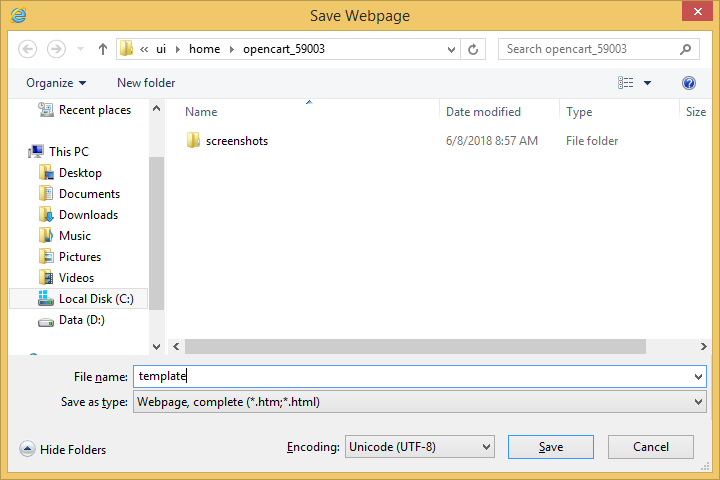 Save Webpage
« ui home opencart_59003 Search opencart_59003
Organize New folder
Recent places
This PC
Desktop
Documents
Downloads
Music
Pictures
Videos
Local Disk (C:)
Data (D:)
Name Date modified Type Size
screenshots 6/8/2018 8:57 AM File folder
File name: template
Save as type: Webpage, complete (*.htm;*.html)
Hide Folders Encoding: Unicode (UTF-8) Save Cancel